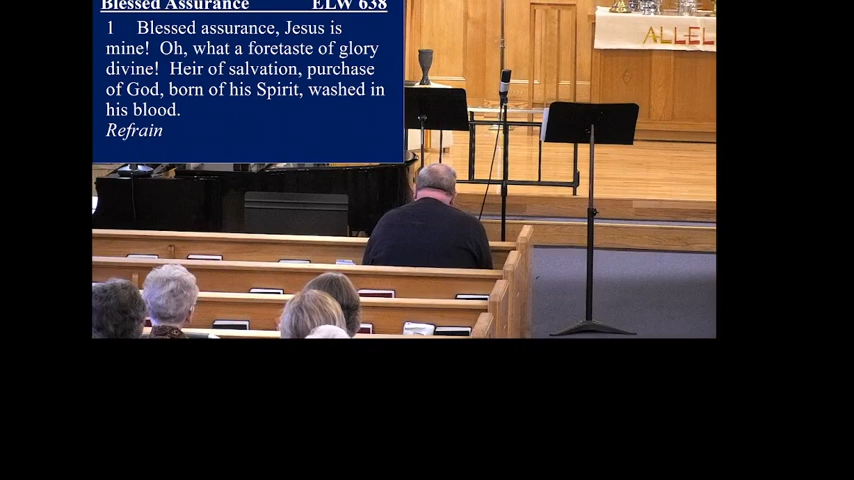 Blessed Assurance ELW 638
1 Blessed assurance, Jesus is
mine! Oh, what a foretaste of glory
divine! Heir of salvation, purchase
of God, born of his Spirit, washed in
his blood.
Refrain
ALLEL